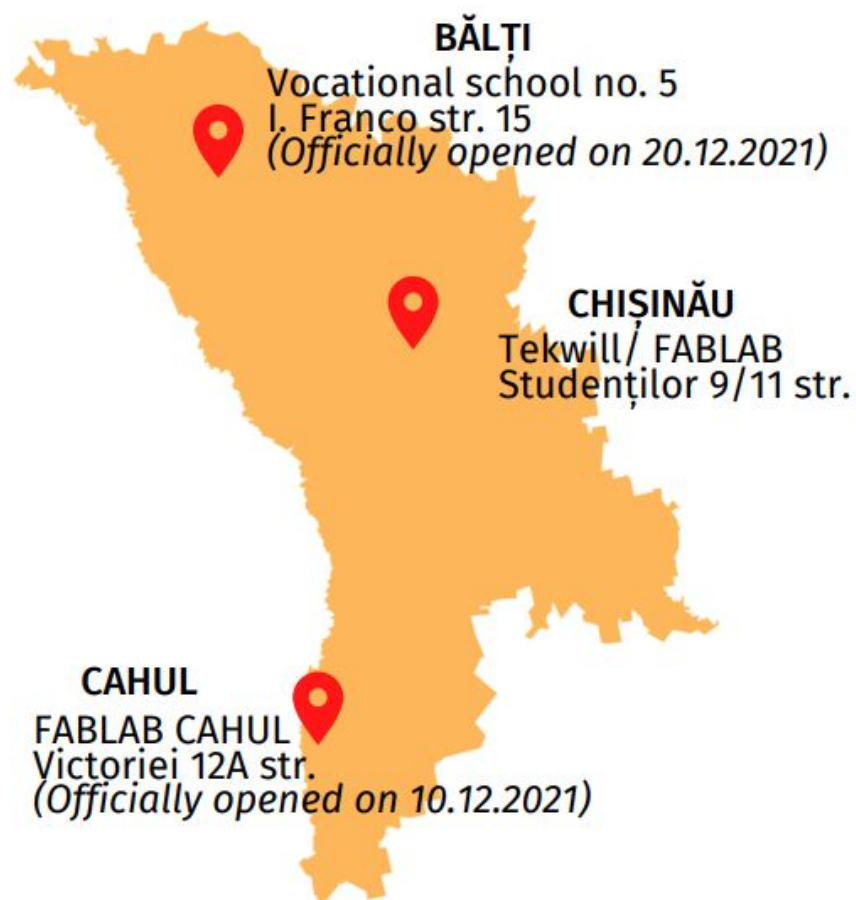 BĂLȚI
Vocational school no. 5
I. Franco str. 15
(Officially opened on 20.12.2021)
CHIȘINĂU
Tekwill/ FABLAB
Studenților 9/11 str.
CAHUL
FABLAB CAHUL
Victoriei 12A str.
(Officially opened on 10.12.2021)